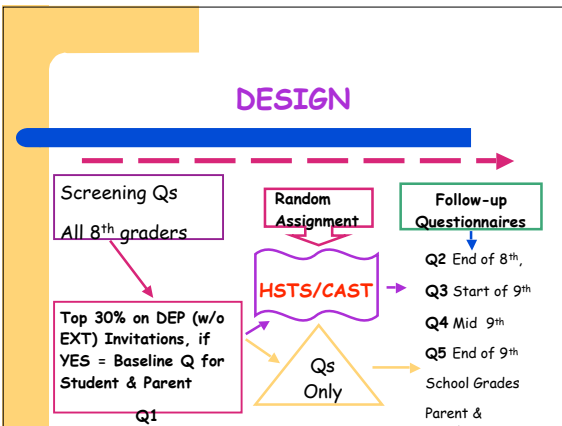 DESIGN
Screening Qs
All 8th graders
Random
Assignment
Follow-up
Questionnaires
HSTS/CAST
Q2 End of 8th,
Q3 Start of 9th
Q4 Mid 9th
Q5 End of 9th
School Grades
Parent &
Top 30% on DEP (w/o
EXT) Invitations, if
YES = Baseline Q for
Student & Parent
Q1
Qs
Only